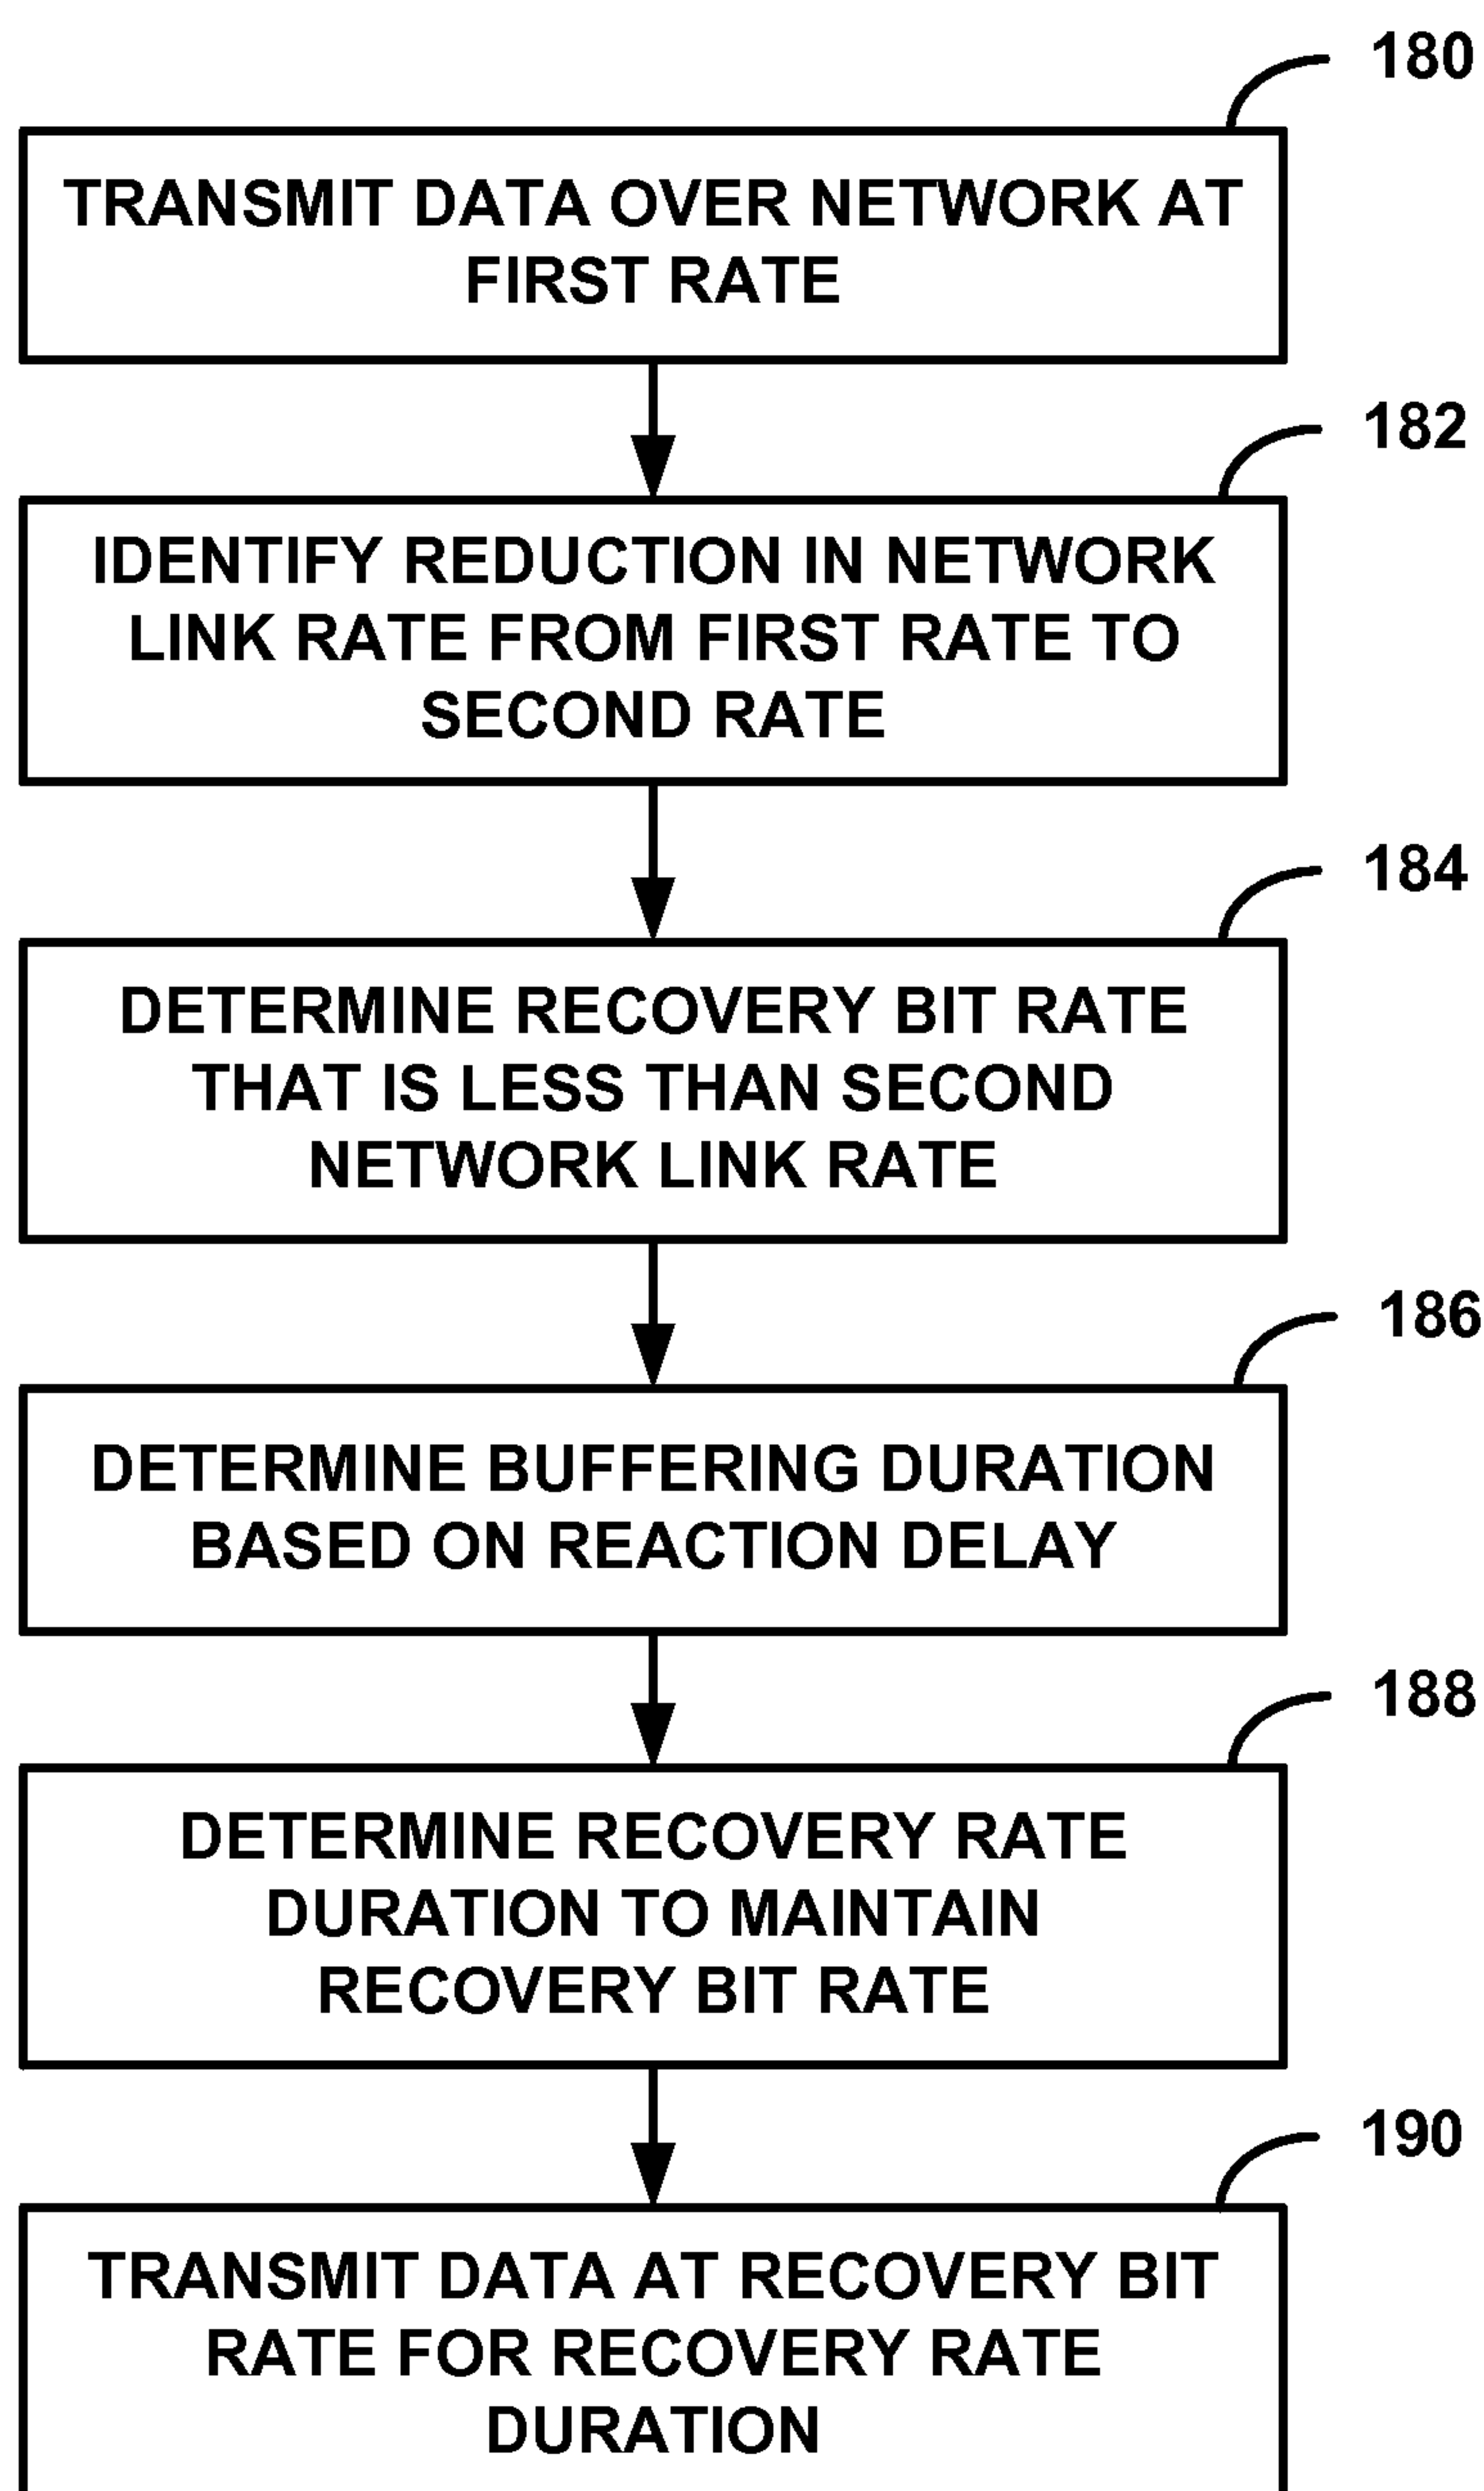 180
TRANSMIT DATA OVER NETWORK AT
FIRST RATE
182
IDENTIFY REDUCTION IN NETWORK
LINK RATE FROM FIRST RATE TO
SECOND RATE
184
DETERMINE RECOVERY BIT RATE
THAT IS LESS THAN SECOND
NETWORK LINK RATE
186
DETERMINE BUFFERING DURATION
BASED ON REACTION DELAY
188
DETERMINE RECOVERY RATE
DURATION TO MAINTAIN
RECOVERY BIT RATE
190
TRANSMIT DATA AT RECOVERY BIT
RATE FOR RECOVERY RATE
DURATION